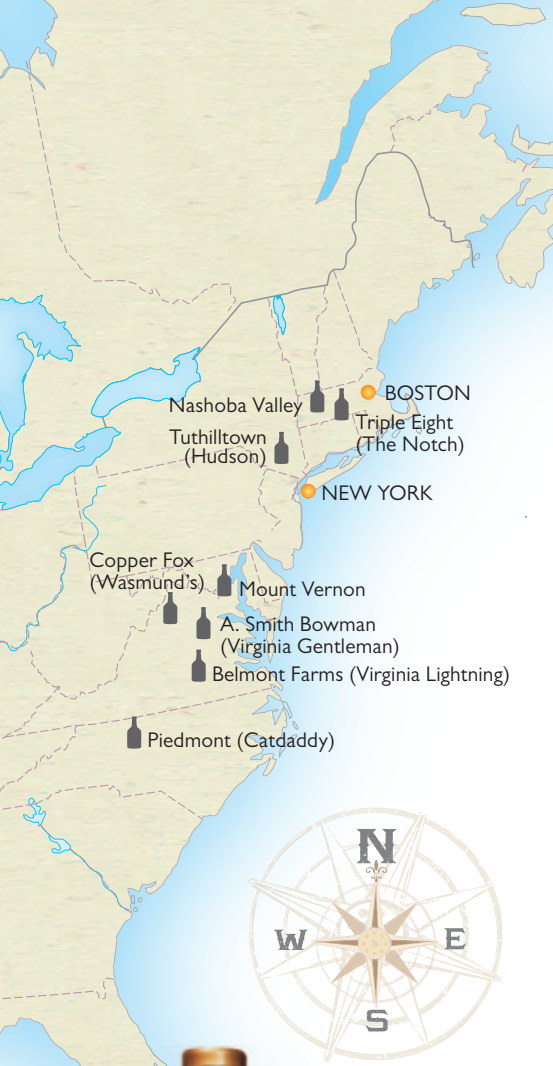 BOSTON
Nashoba Valley
Triple Eight
(The Notch)
Tuthilltown
(Hudson)
NEW YORK
Copper Fox
(Wasmund's)
Mount Vernon
A. Smith Bowman
(Virginia Gentleman)
Belmont Farms (Virginia Lightning)
Piedmont (Catdaddy)
N
W
E
S